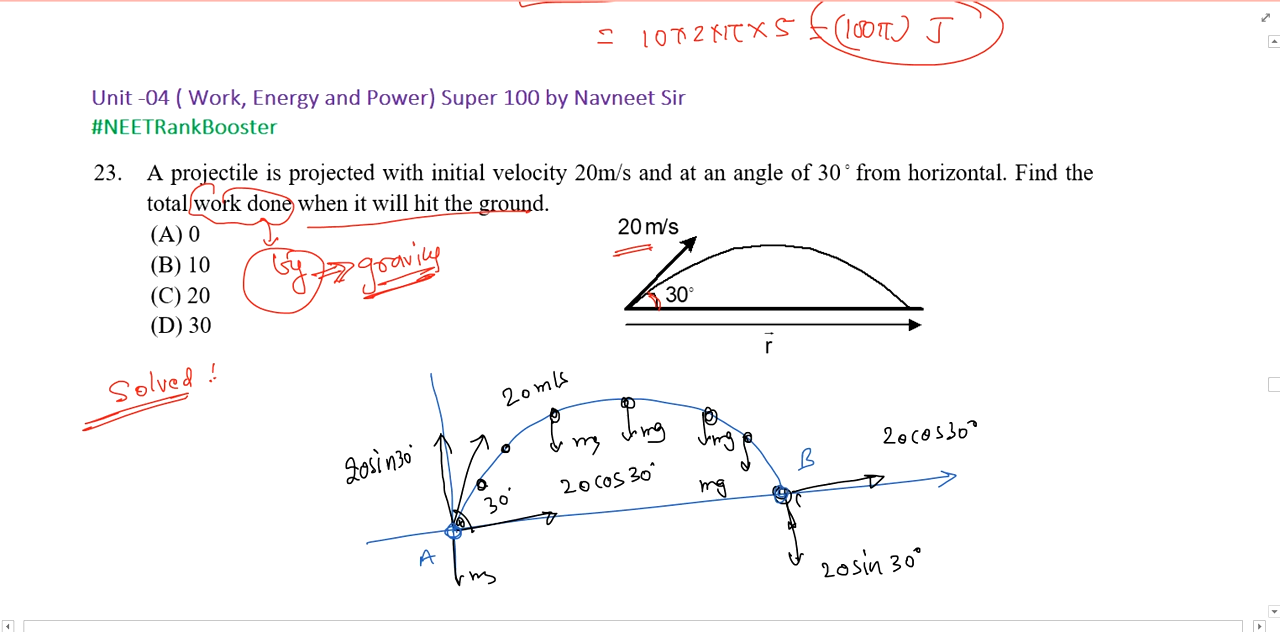 = 10×2×π×5 = (100π) J
Unit -04 ( Work, Energy and Power) Super 100 by Navneet Sir
#NEETRankBooster
23. A projectile is projected with initial velocity 20m/s and at an angle of 30° from horizontal. Find the
total work done when it will hit the ground.
(A) 0
(B) 10
(C) 20
(D) 30
by ⇒ gravity
20 m/s
30°
r⃗
Solved !
20 m/s
20sin30°
30°
20cos30°
mg
mg
mg
mg
mg
A
B
20cos30°
20sin30°